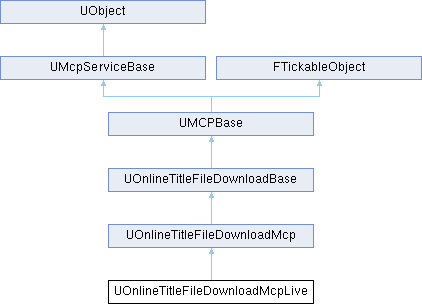 UObject
UMcpServiceBase
FTickableObject
UMCPBase
UOnlineTitleFileDownloadBase
UOnlineTitleFileDownloadMcp
UOnlineTitleFileDownloadMcpLive